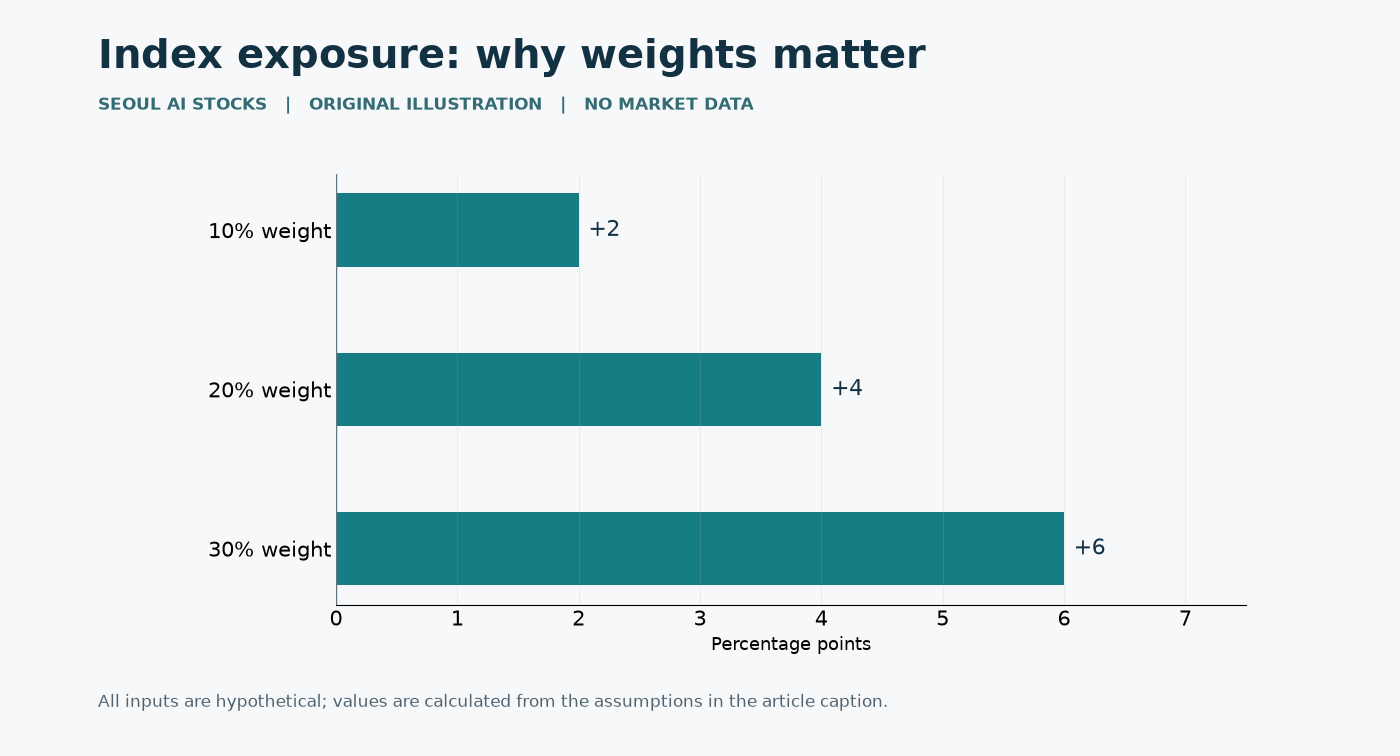 Index exposure: why weights matter
SEOUL AI STOCKS | ORIGINAL ILLUSTRATION | NO MARKET DATA
10% weight
+2
20% weight
+4
30% weight
+6
0 1 2 3 4 5 6 7
Percentage points
All inputs are hypothetical; values are calculated from the assumptions in the article caption.